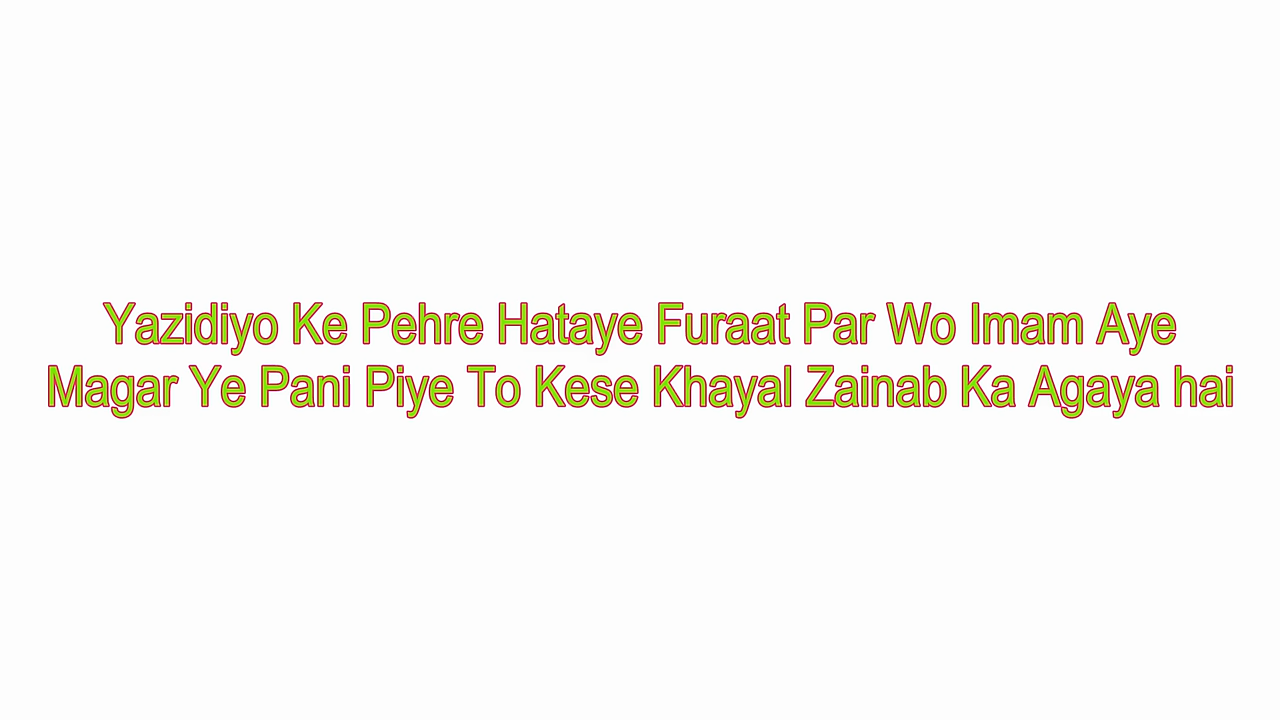 Yazidiyo Ke Pehre Hataye Furaat Par Wo Imam Aye
Magar Ye Pani Piye To Kese Khayal Zainab Ka Agaya hai